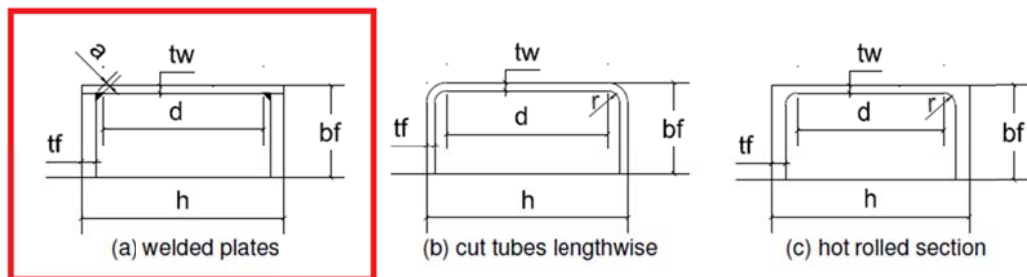 a
tw
d
tf
bf
h
(a) welded plates
tw
r
d
tf
bf
h
(b) cut tubes lengthwise
tw
r
d
tf
bf
h
(c) hot rolled section